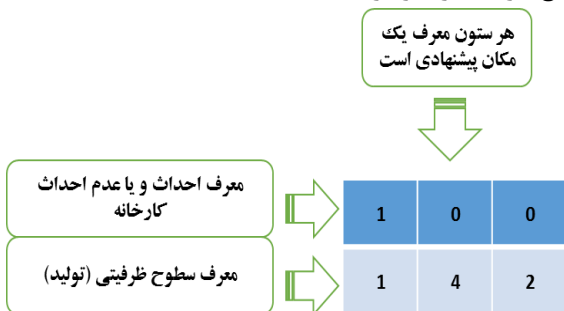 هر ستون معرف یک
مکان پیشنهادی است
معرف احداث و یا عدم احداث
کارخانه
1 0 0
معرف سطوح ظرفیتی (تولید)
1 4 2